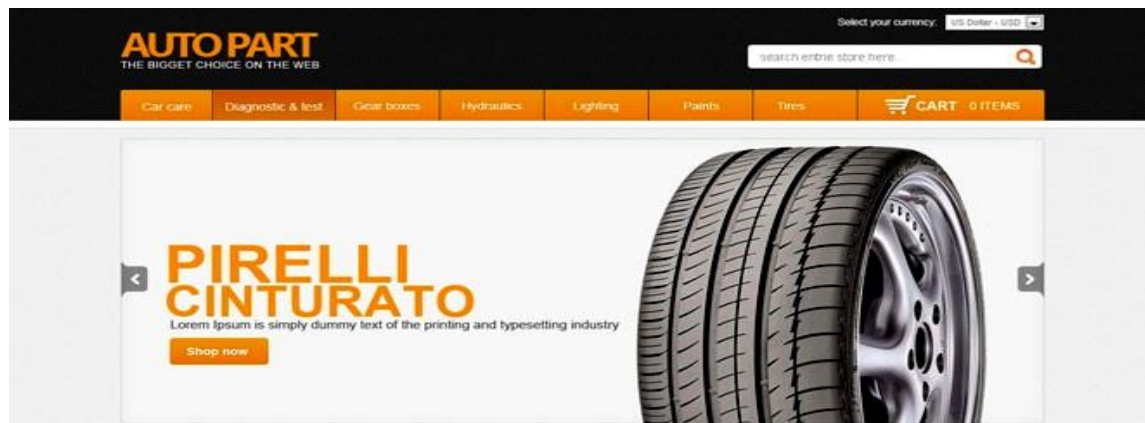 Select your currency: US Dollar - USD
AUTO PART
THE BIGGET CHOICE ON THE WEB
search entrie store here...
Car care Diagnostic & test Gear boxes Hydraulics Lighting Paints Tires CART 0 ITEMS
PIRELLI
CINTURATO
Lorem Ipsum is simply dummy text of the printing and typesetting industry
Shop now